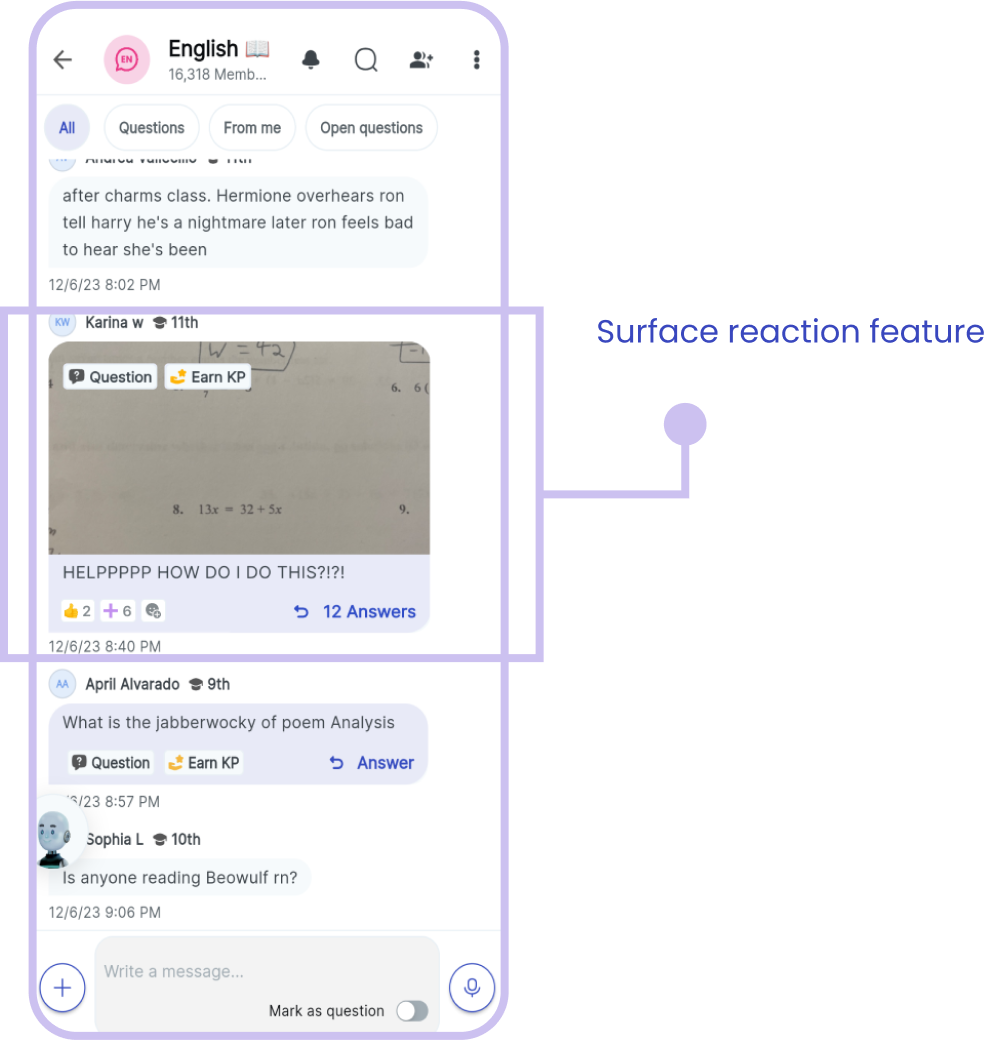 EN
English 📖
16,318 Memb...
All
Questions
From me
Open questions
Andrea Vallecillo 11th
after charms class. Hermione overhears ron
tell harry he's a nightmare later ron feels bad
to hear she's been
12/6/23 8:02 PM
KW
Karina w 11th
Surface reaction feature
W = 42
-1
Question
Earn KP
7
6. 6(
8. 13x = 32 + 5x
9.
HELPPPPP HOW DO I DO THIS?!?!
👍 2
6
12 Answers
12/6/23 8:40 PM
AA
April Alvarado 9th
What is the jabberwocky of poem Analysis
Question
Earn KP
Answer
/23 8:57 PM
Sophia L 10th
Is anyone reading Beowulf rn?
12/6/23 9:06 PM
Write a message...
Mark as question